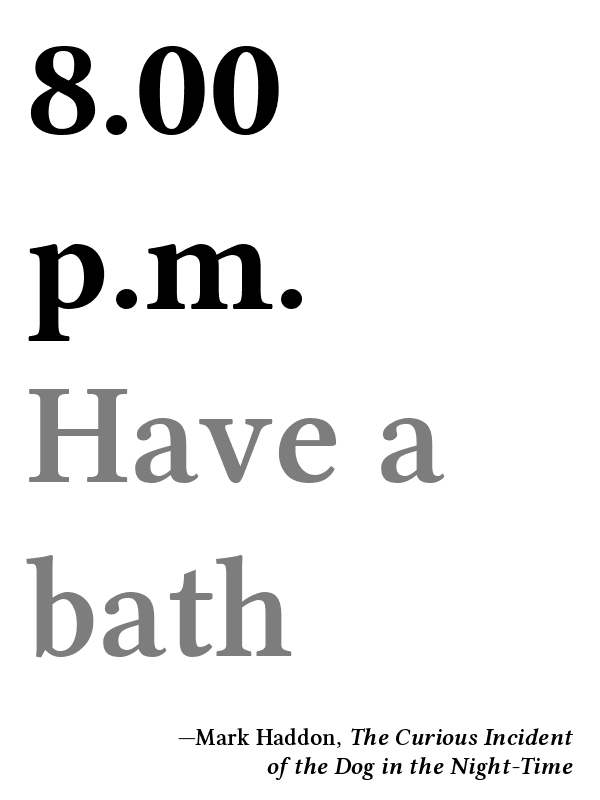 8.00
p.m.
Have a
bath
—Mark Haddon, The Curious Incident
of the Dog in the Night-Time